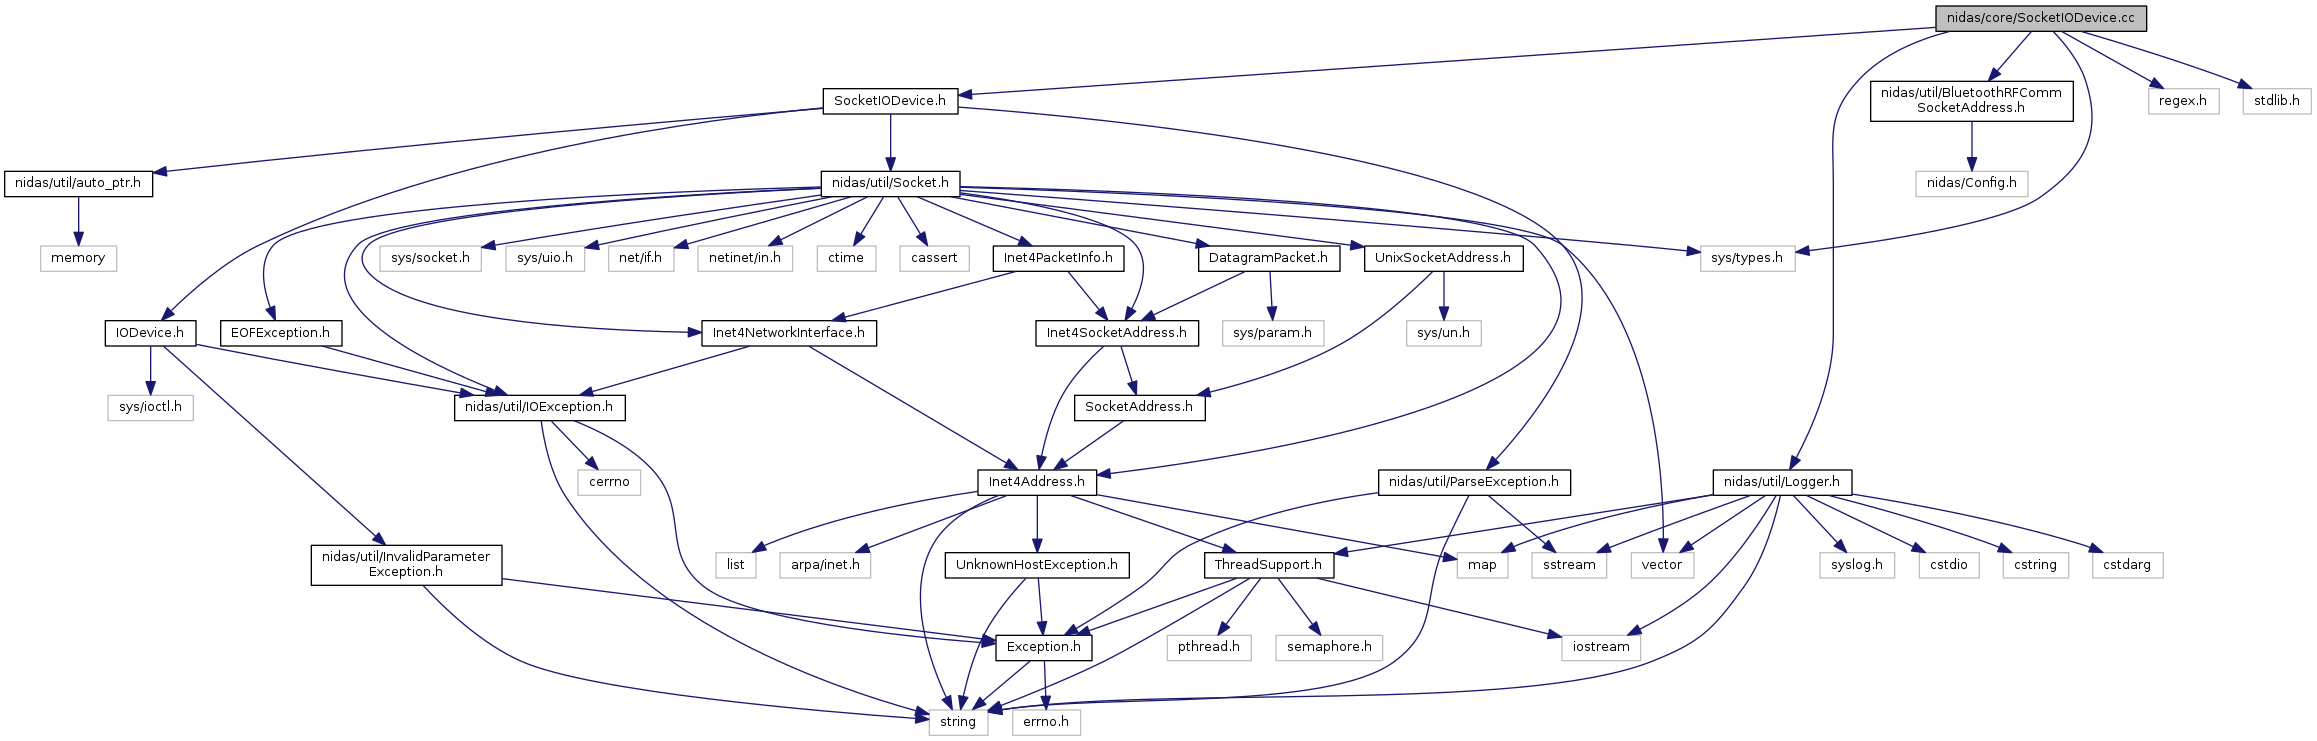 nidas/core/SocketIODevice.cc
SocketIODevice.h
nidas/util/BluetoothRFComm
SocketAddress.h
regex.h
stdlib.h
nidas/util/auto_ptr.h
nidas/util/Socket.h
nidas/Config.h
memory
sys/socket.h
sys/uio.h
net/if.h
netinet/in.h
ctime
cassert
Inet4PacketInfo.h
DatagramPacket.h
UnixSocketAddress.h
sys/types.h
IODevice.h
EOFException.h
Inet4NetworkInterface.h
Inet4SocketAddress.h
sys/param.h
sys/un.h
sys/ioctl.h
nidas/util/IOException.h
SocketAddress.h
cerrno
Inet4Address.h
nidas/util/ParseException.h
nidas/util/Logger.h
nidas/util/InvalidParameter
Exception.h
list
arpa/inet.h
UnknownHostException.h
ThreadSupport.h
map
sstream
vector
syslog.h
cstdio
cstring
cstdarg
Exception.h
pthread.h
semaphore.h
iostream
string
errno.h